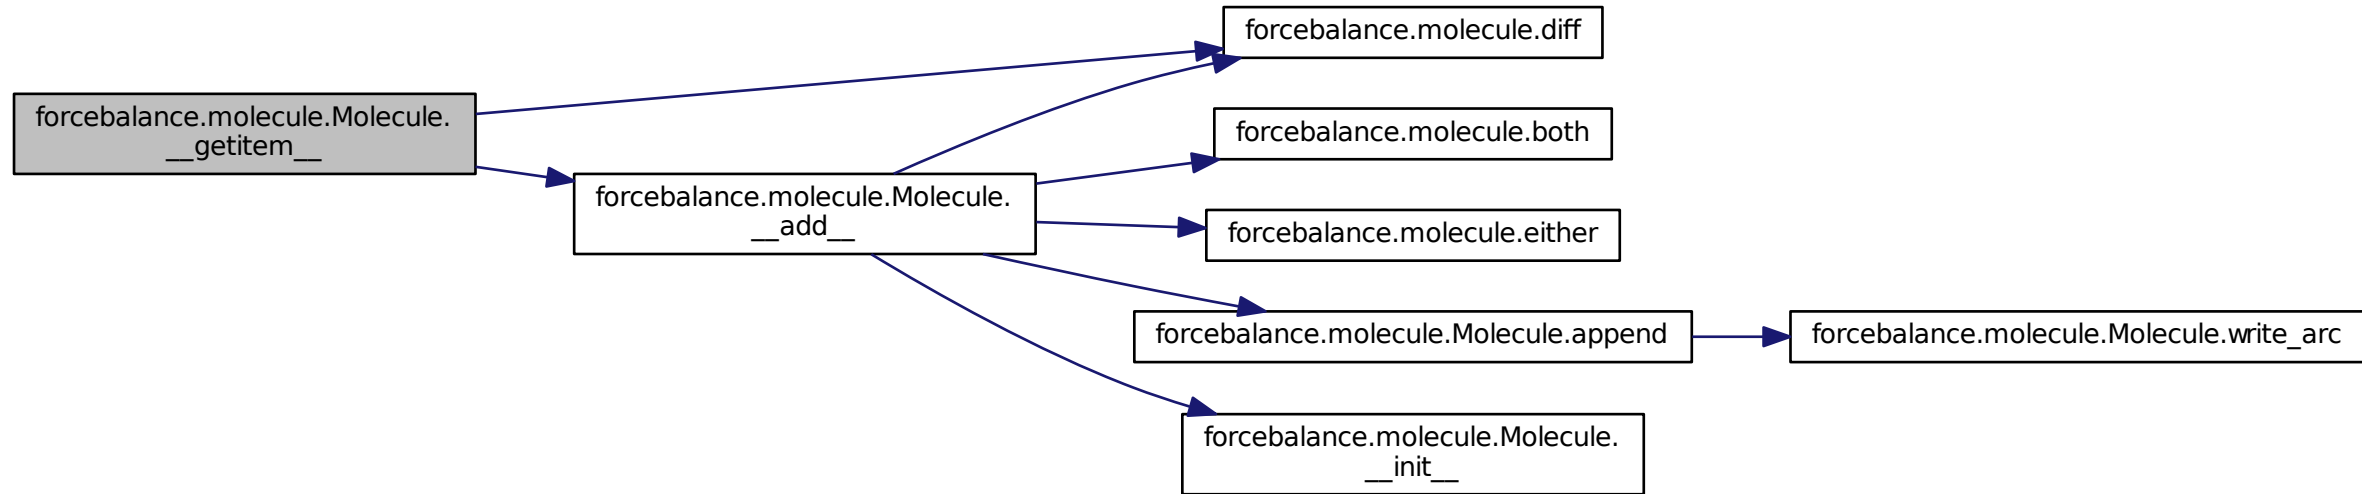 forcebalance.molecule.Molecule.
__getitem__
forcebalance.molecule.Molecule.
__add__
forcebalance.molecule.diff
forcebalance.molecule.both
forcebalance.molecule.either
forcebalance.molecule.Molecule.append
forcebalance.molecule.Molecule.
__init__
forcebalance.molecule.Molecule.write_arc